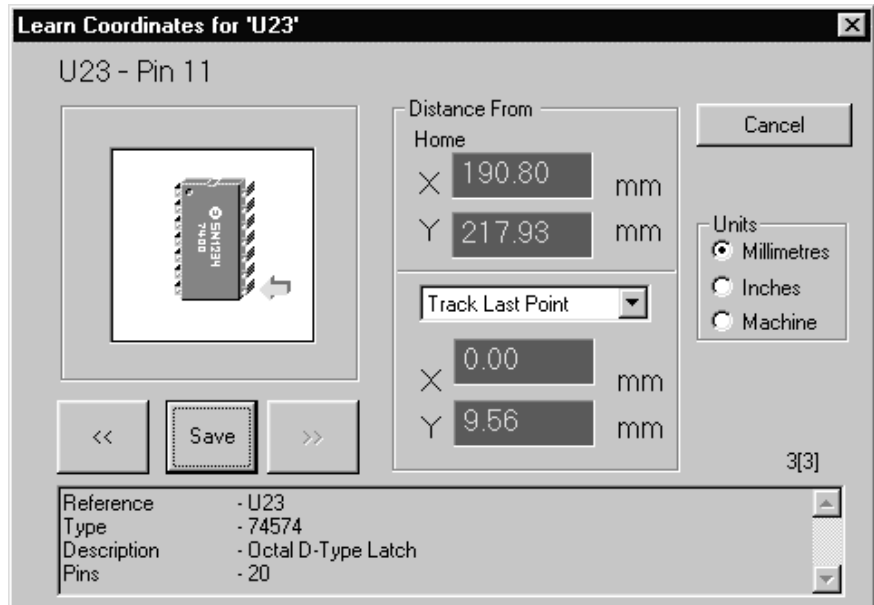 Learn Coordinates for 'U23'
U23 - Pin 11
SN1234
7400
<<
Save
>>
Distance From
Home
X 190.80 mm
Y 217.93 mm
Track Last Point
X 0.00 mm
Y 9.56 mm
Cancel
Units
Millimetres
Inches
Machine
3[3]
Reference - U23
Type - 74574
Description - Octal D-Type Latch
Pins - 20